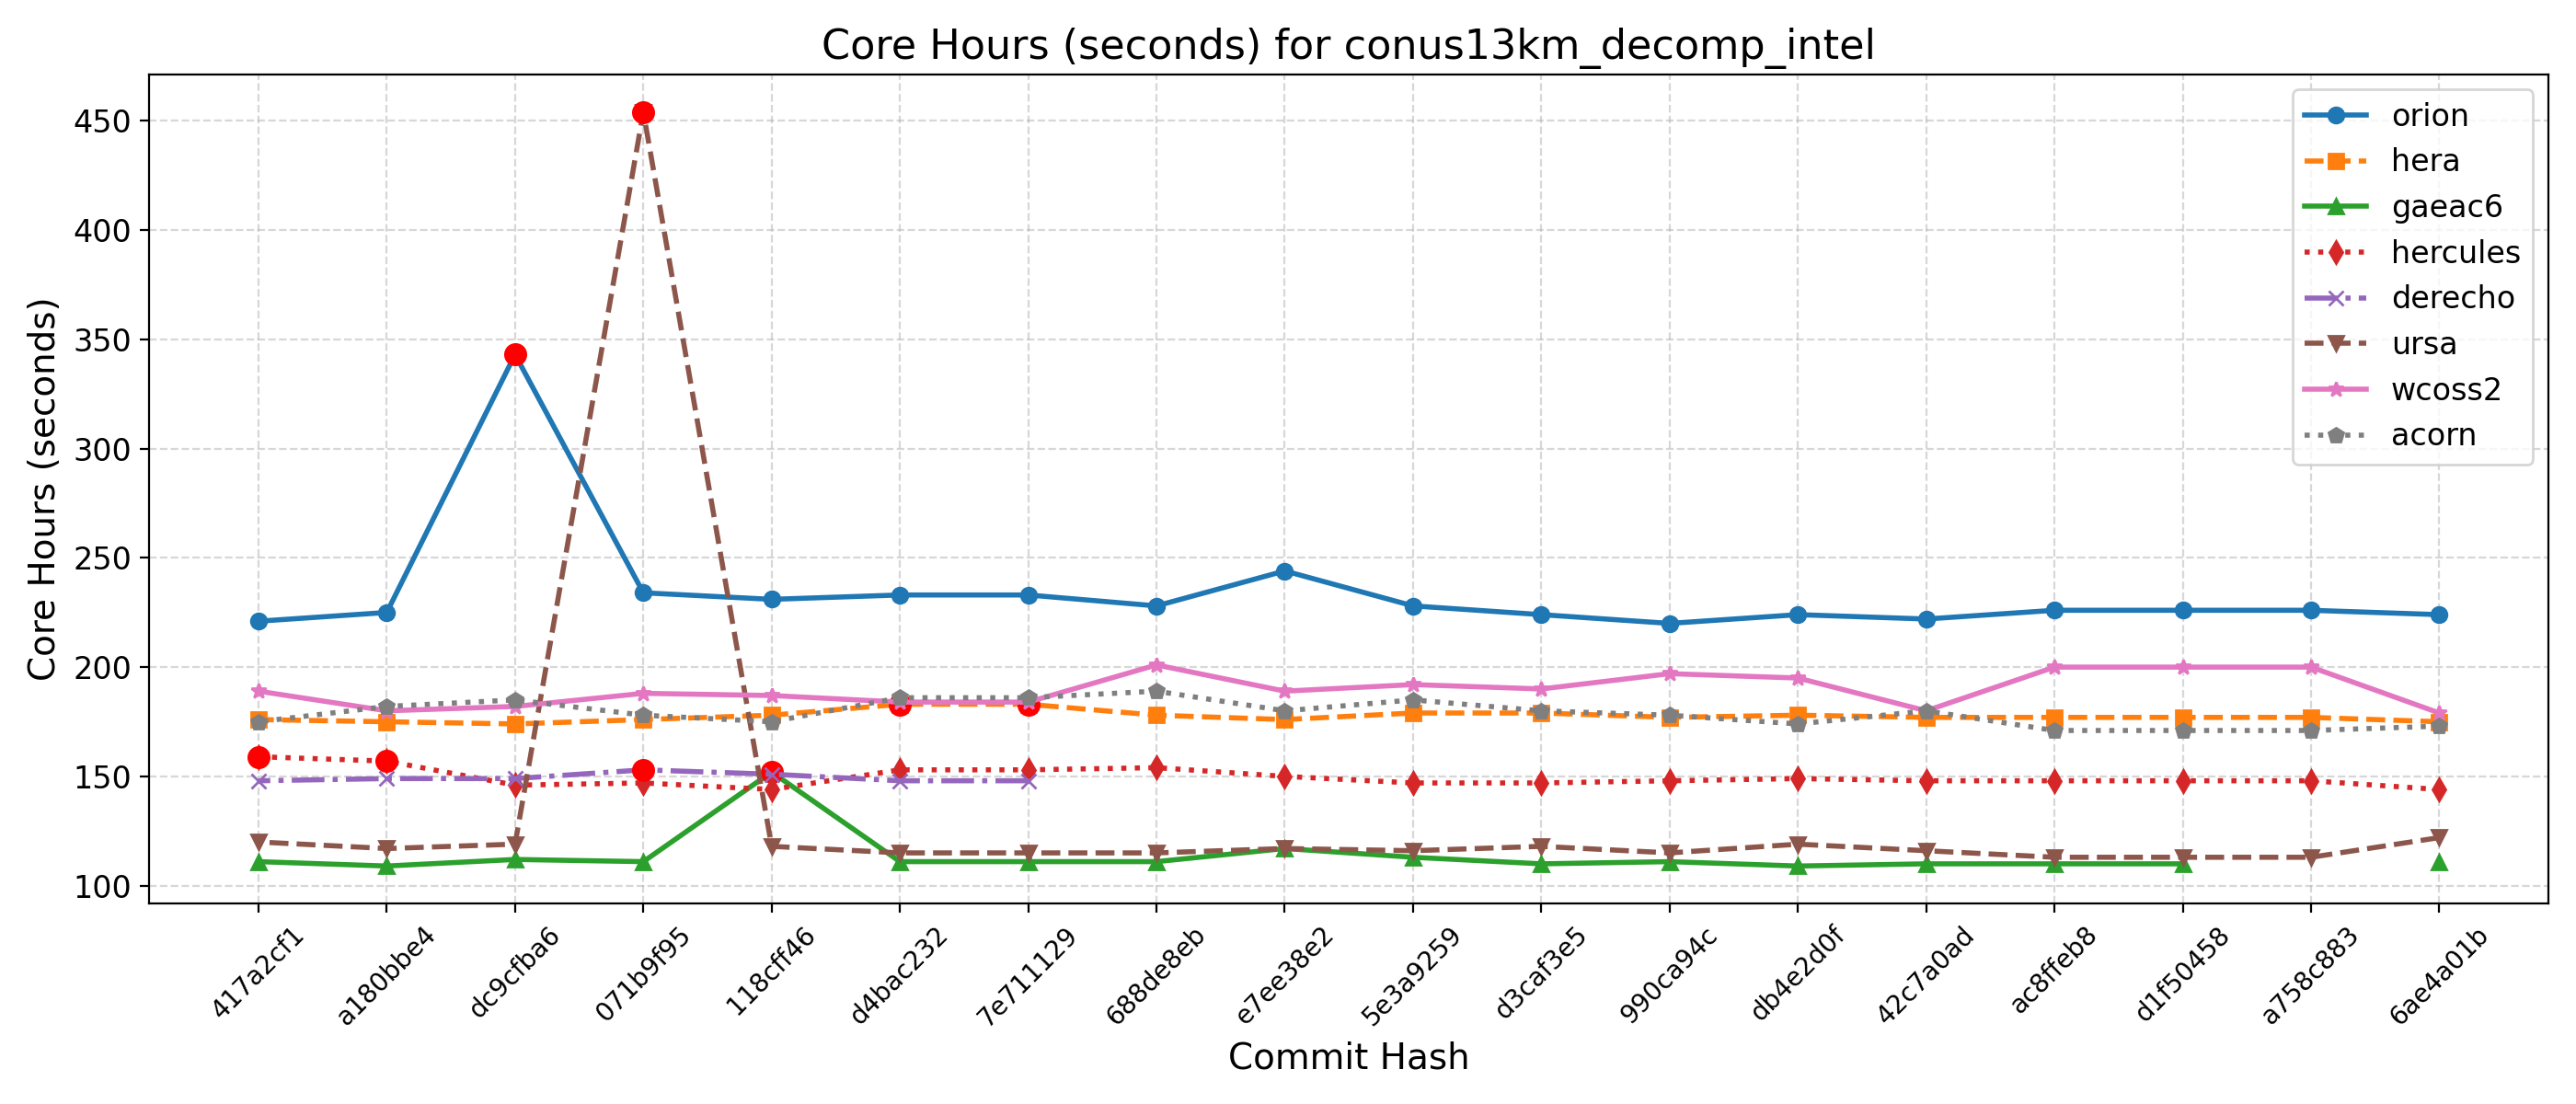 Core Hours (seconds) for conus13km_decomp_intel
Core Hours (seconds)
450
400
350
300
250
200
150
100
orion
hera
gaeac6
hercules
derecho
ursa
wcoss2
acorn
417a2cf1
a180bbe4
dc9cfba6
071b9f95
118cff46
d4bac232
7e711129
688de8eb
e7ee38e2
5e3a9259
d3caf3e5
990ca94c
db4e2d0f
42c7a0ad
ac8ffeb8
d1f50458
a758c883
6ae4a01b
Commit Hash